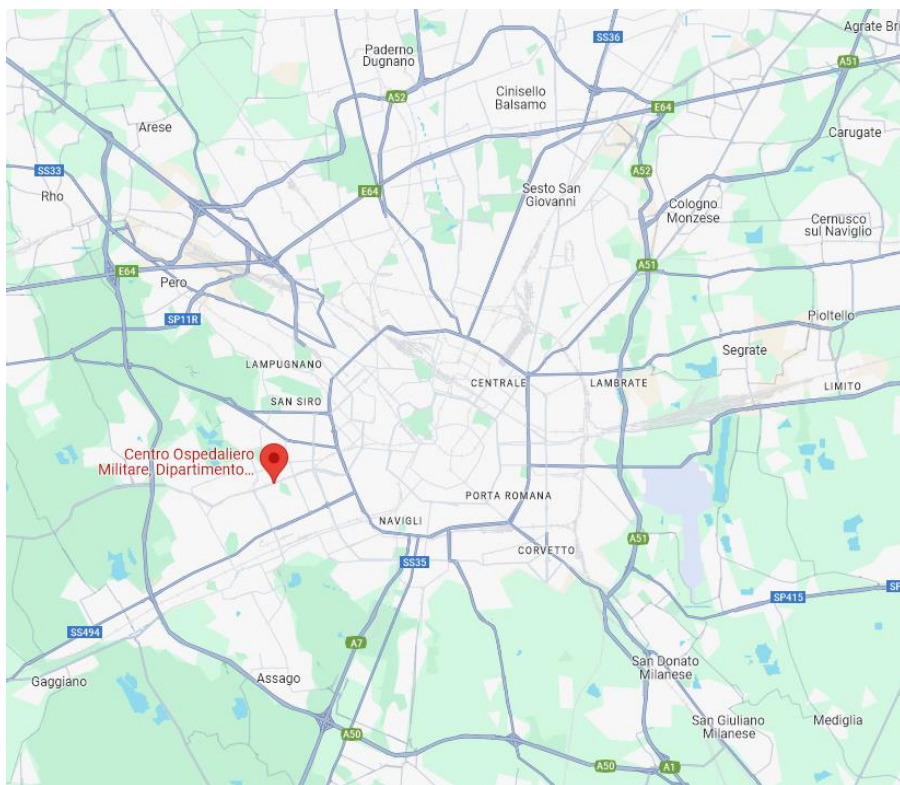 SS36
Agrate Bri
Paderno
Dugnano
A51
Cinisello
Balsamo
A52
E64
Arese
Carugate
SS33
A52
E64
Sesto San
Giovanni
Rho
Cologno
Monzese
Cernusco
sul Naviglio
A51
E64
Pero
SP11R
Pioltello
Segrate
LAMPUGNANO
CENTRALE
LAMBRATE
LIMITO
SAN SIRO
Centro Ospedaliero
Militare, Dipartimento...
PORTA ROMANA
NAVIGLI
A51
CORVETTO
SS35
SP415
SP
SS494
A7
San Donato
Milanese
Gaggiano
Assago
San Giuliano
Milanese
Mediglia
A50
A50
A1